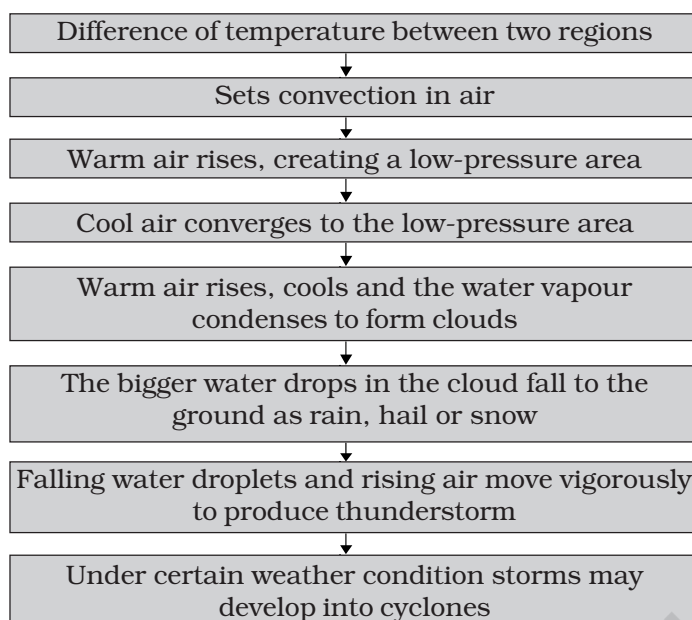 Difference of temperature between two regions
Sets convection in air
Warm air rises, creating a low-pressure area
Cool air converges to the low-pressure area
Warm air rises, cools and the water vapour
condenses to form clouds
The bigger water drops in the cloud fall to the
ground as rain, hail or snow
Falling water droplets and rising air move vigorously
to produce thunderstorm
Under certain weather condition storms may
develop into cyclones